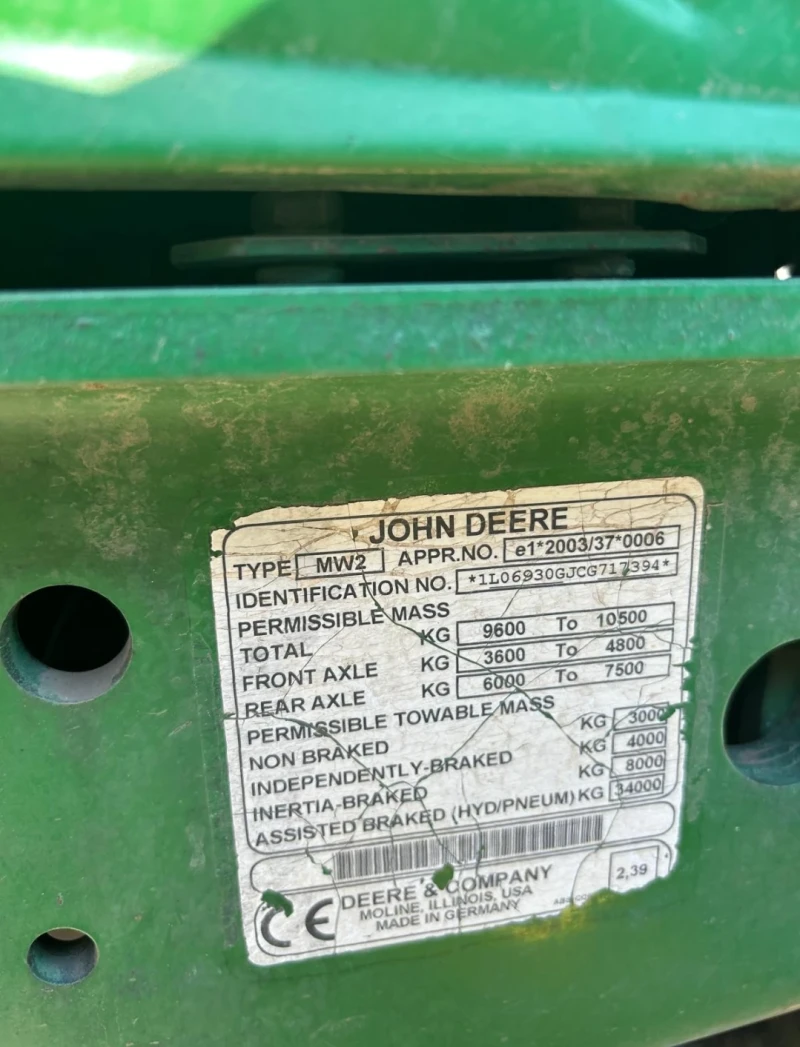 JOHN DEERE
TYPE MW2 APPR.NO. e1*2003/37*0006
IDENTIFICATION NO. *1L06930GJCG717394*
PERMISSIBLE MASS
TOTAL KG 9600 To 10500
FRONT AXLE KG 3600 To 4800
REAR AXLE KG 6000 To 7500
PERMISSIBLE TOWABLE MASS
NON BRAKED KG 3000
INDEPENDENTLY-BRAKED KG 4000
INERTIA-BRAKED KG 8000
ASSISTED BRAKED (HYD/PNEUM) KG 34000
CE DEERE & COMPANY 2,39
MOLINE, ILLINOIS, USA
MADE IN GERMANY